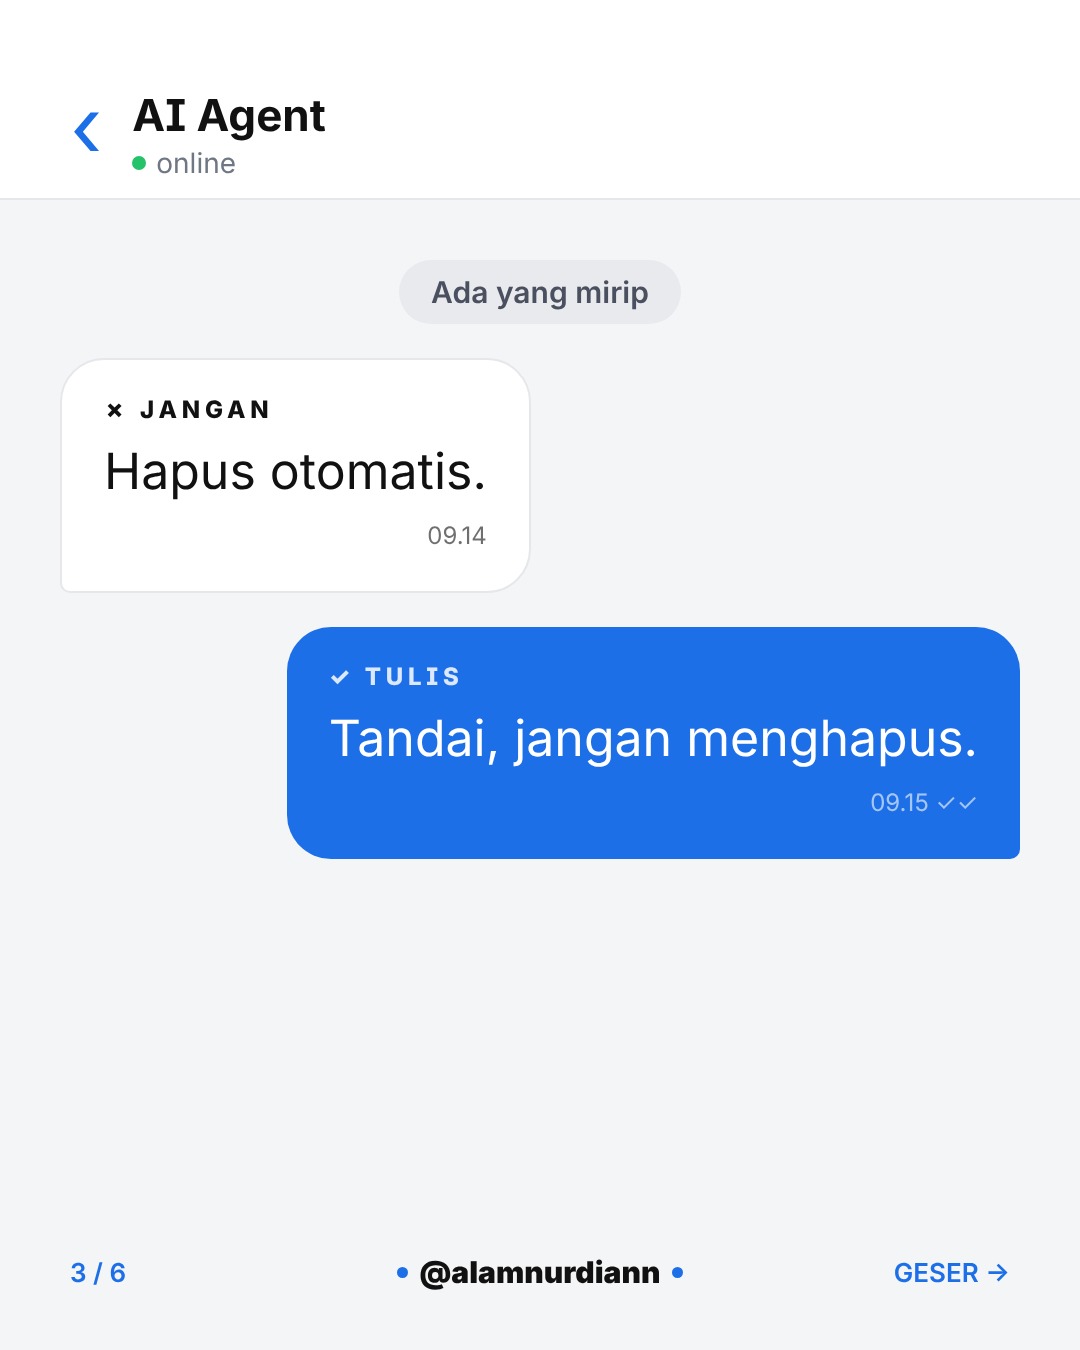 AI Agent
online
Ada yang mirip
× JANGAN
Hapus otomatis.
09.14
✓ TULIS
Tandai, jangan menghapus.
09.15 ✓✓
3 / 6
• @alamnurdiann •
GESER →